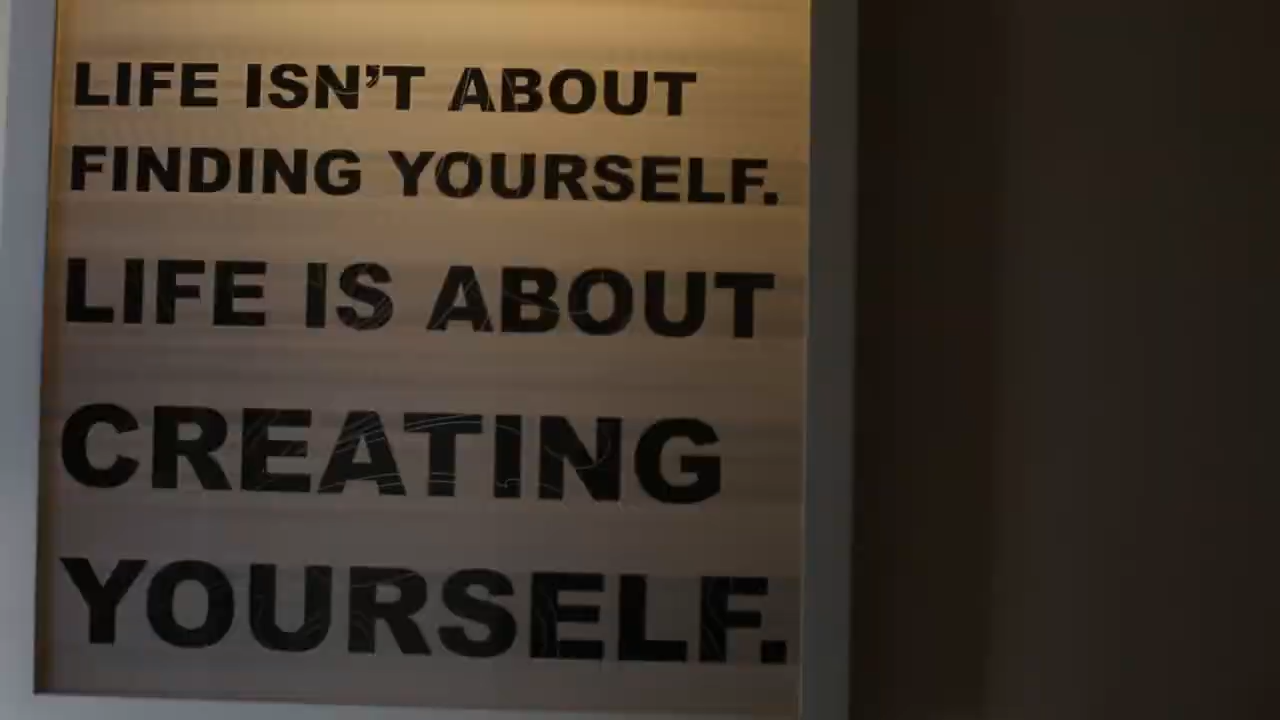 LIFE ISN'T ABOUT
FINDING YOURSELF.
LIFE IS ABOUT
CREATING
YOURSELF.